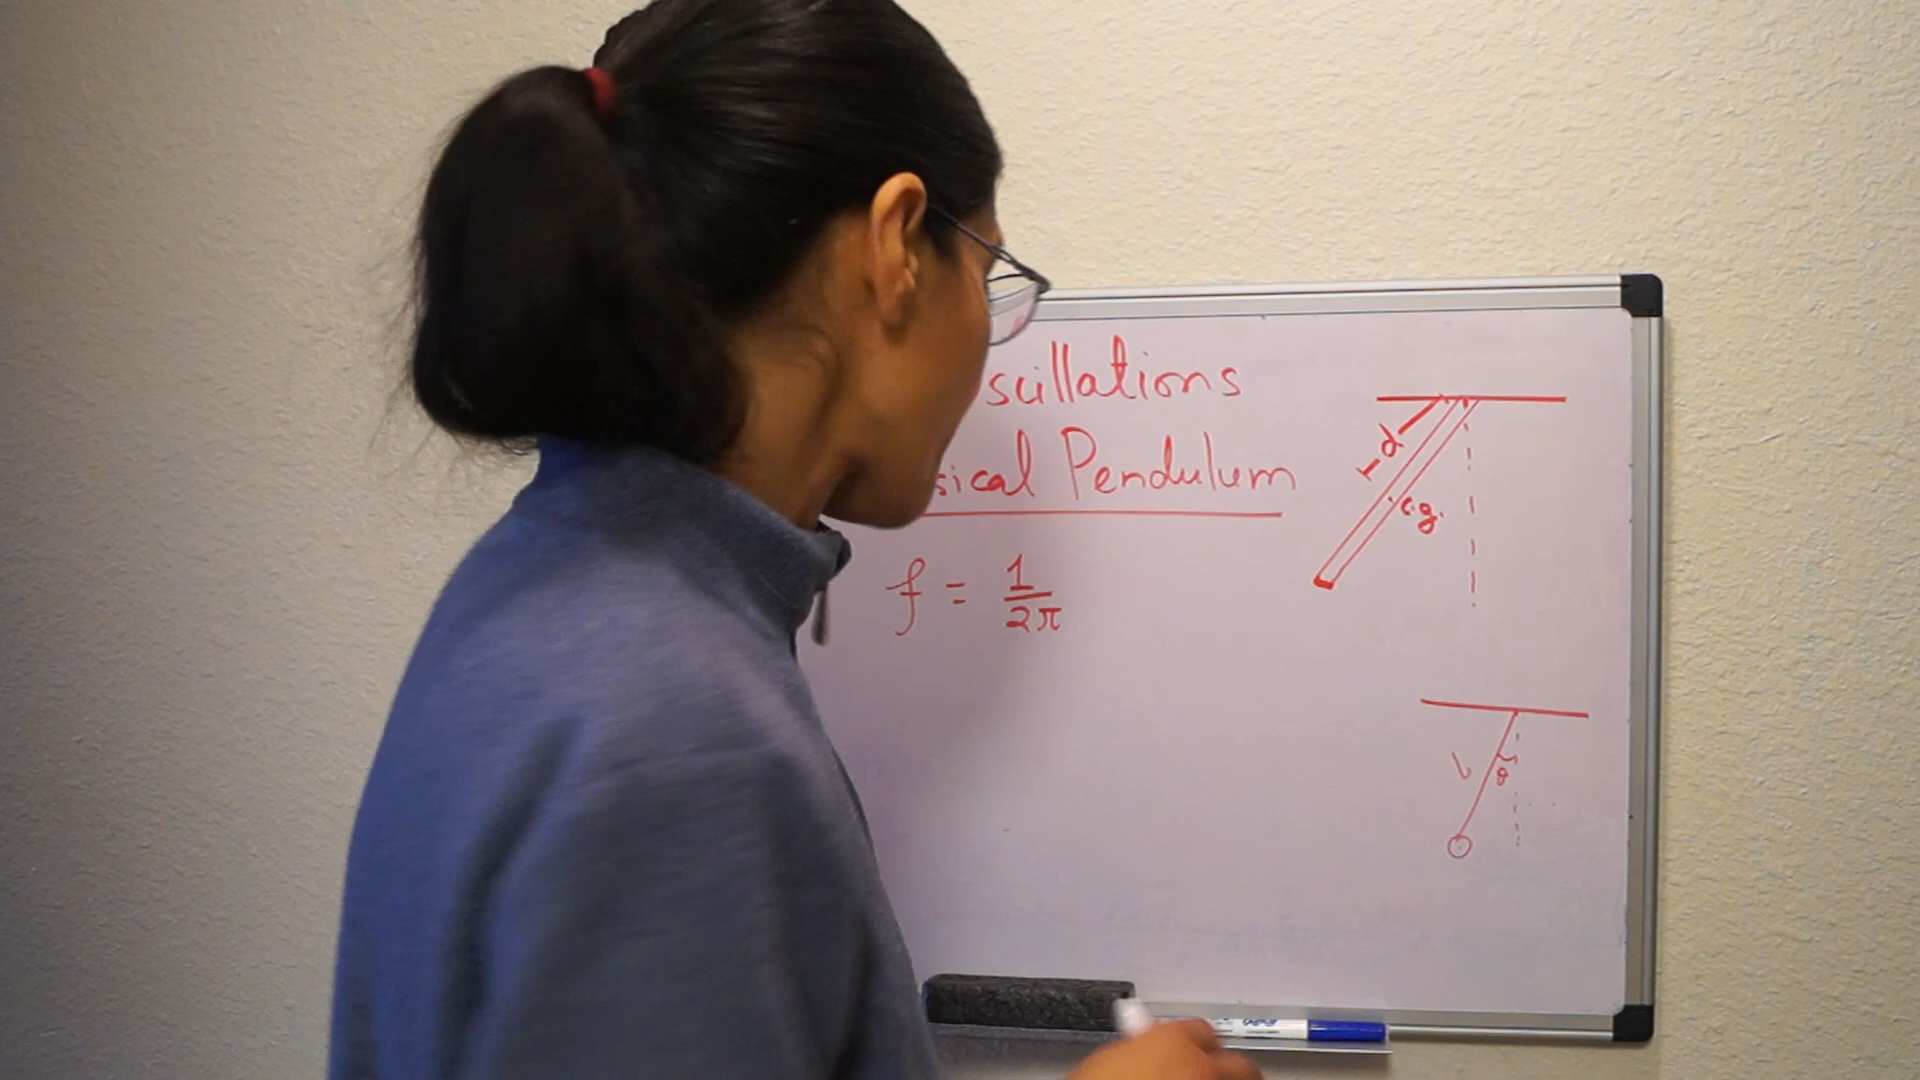 scillations
sical Pendulum
f = 1/2π
d
c.g.
L
θ